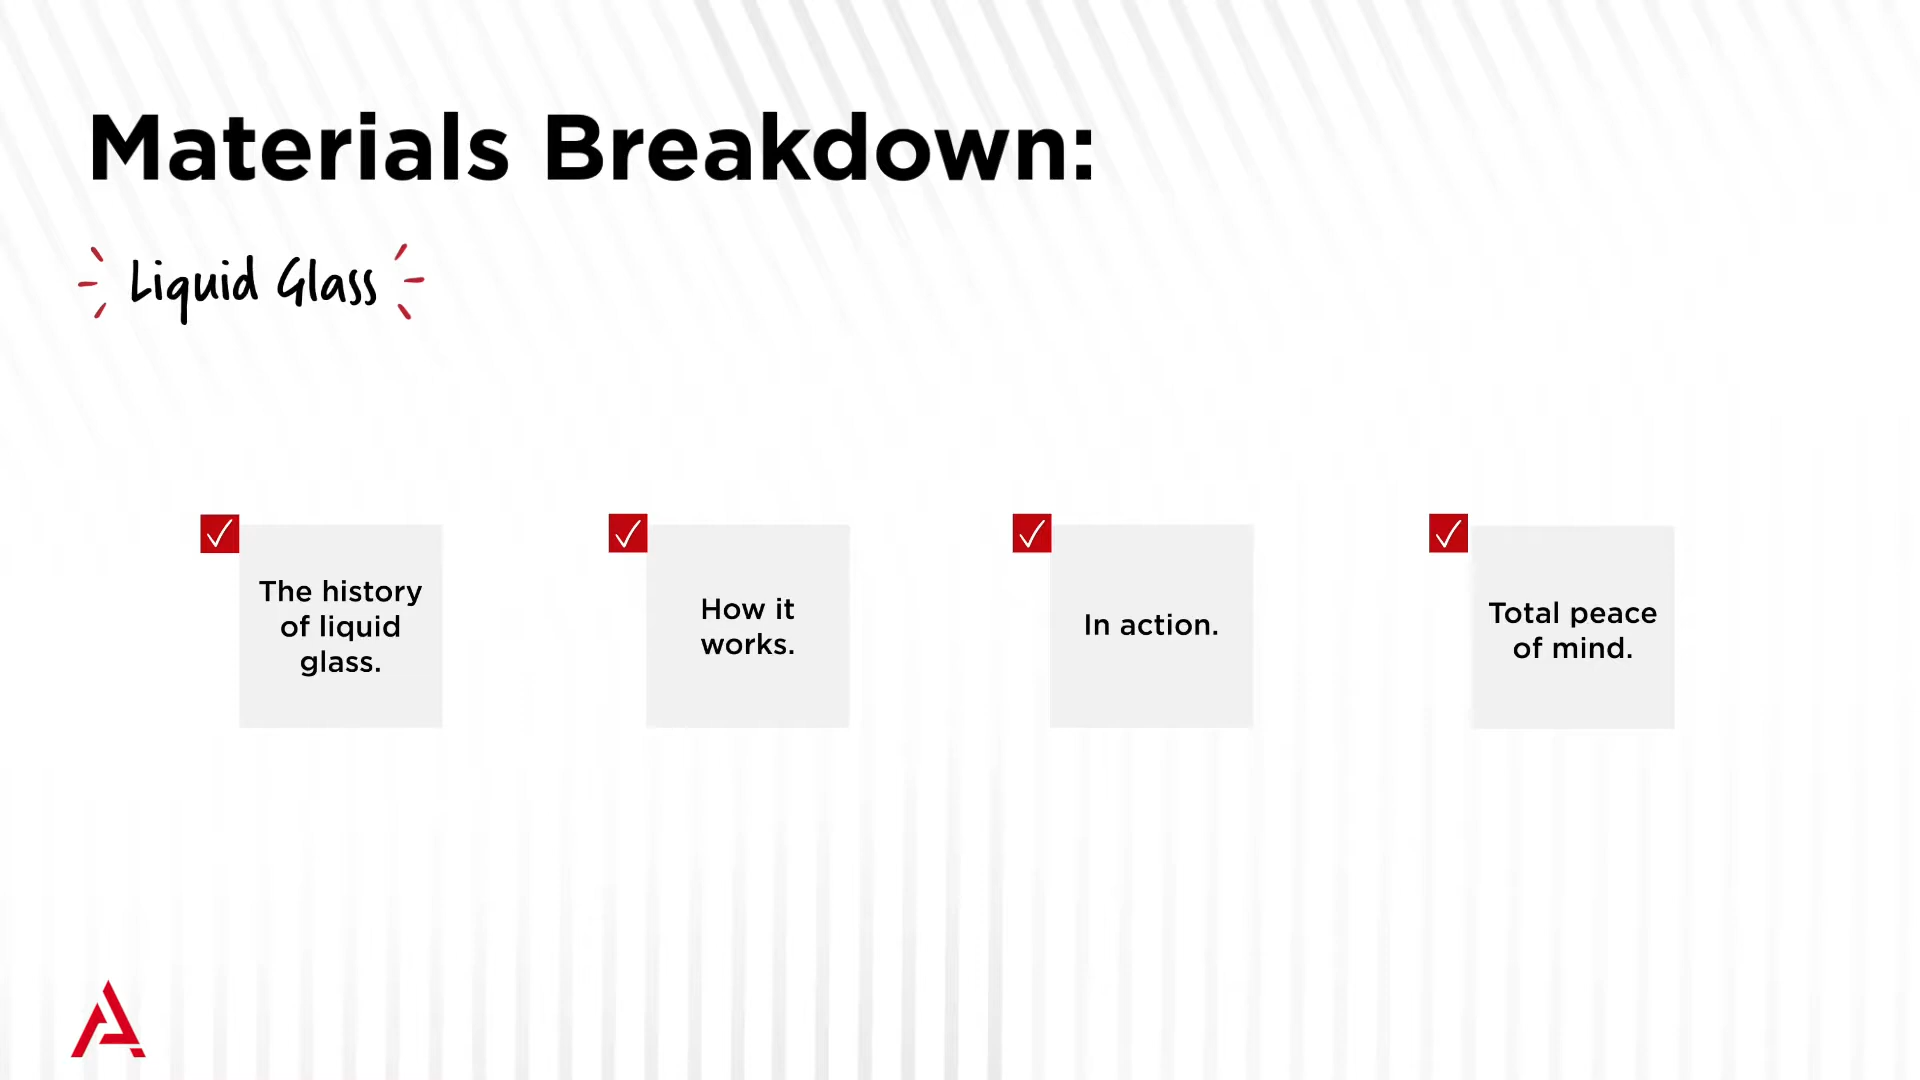 Materials Breakdown:
Liquid Glass
The history
of liquid
glass.
How it
works.
In action.
Total peace
of mind.